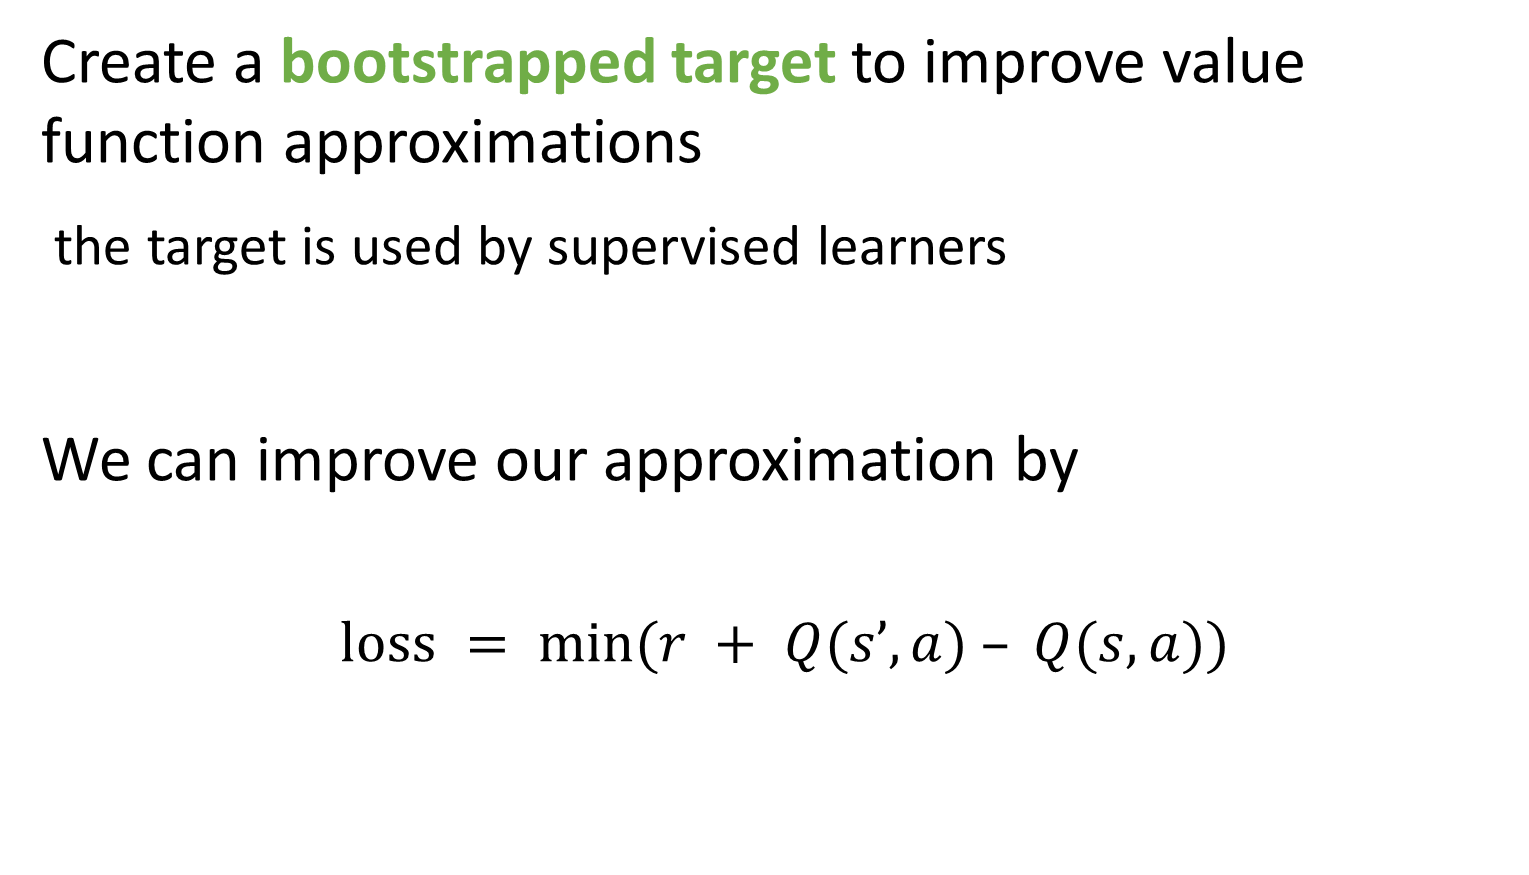 Create a bootstrapped target to improve value
function approximations
the target is used by supervised learners
We can improve our approximation by
loss = min(r + Q(s’, a) – Q(s, a))